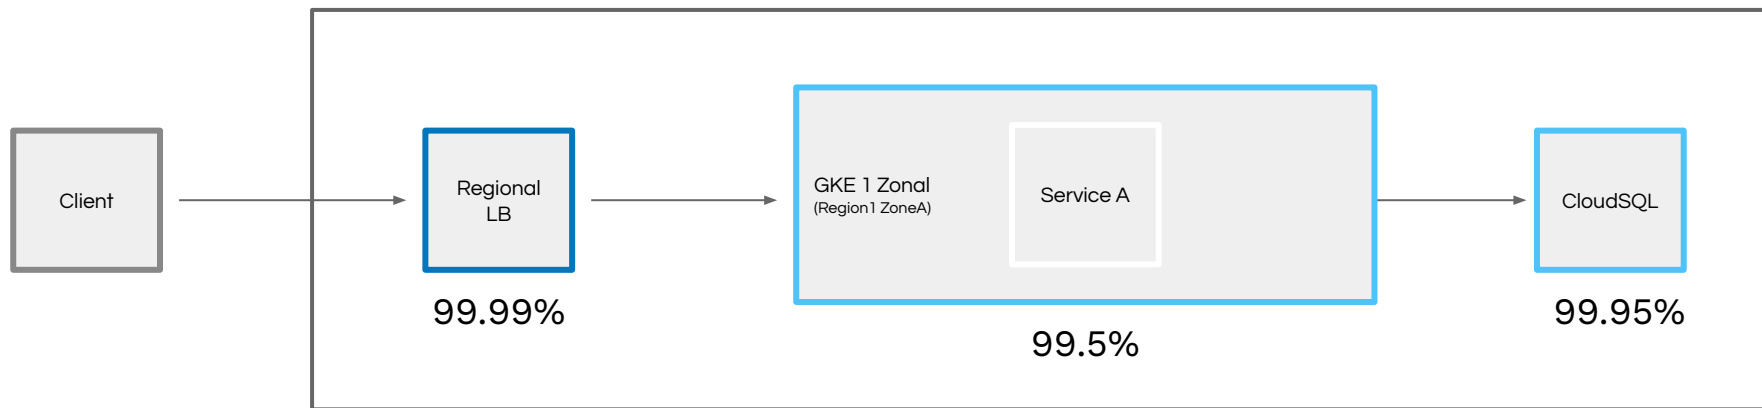 Client
Regional
LB
99.99%
GKE 1 Zonal
(Region1 ZoneA)
Service A
99.5%
CloudSQL
99.95%